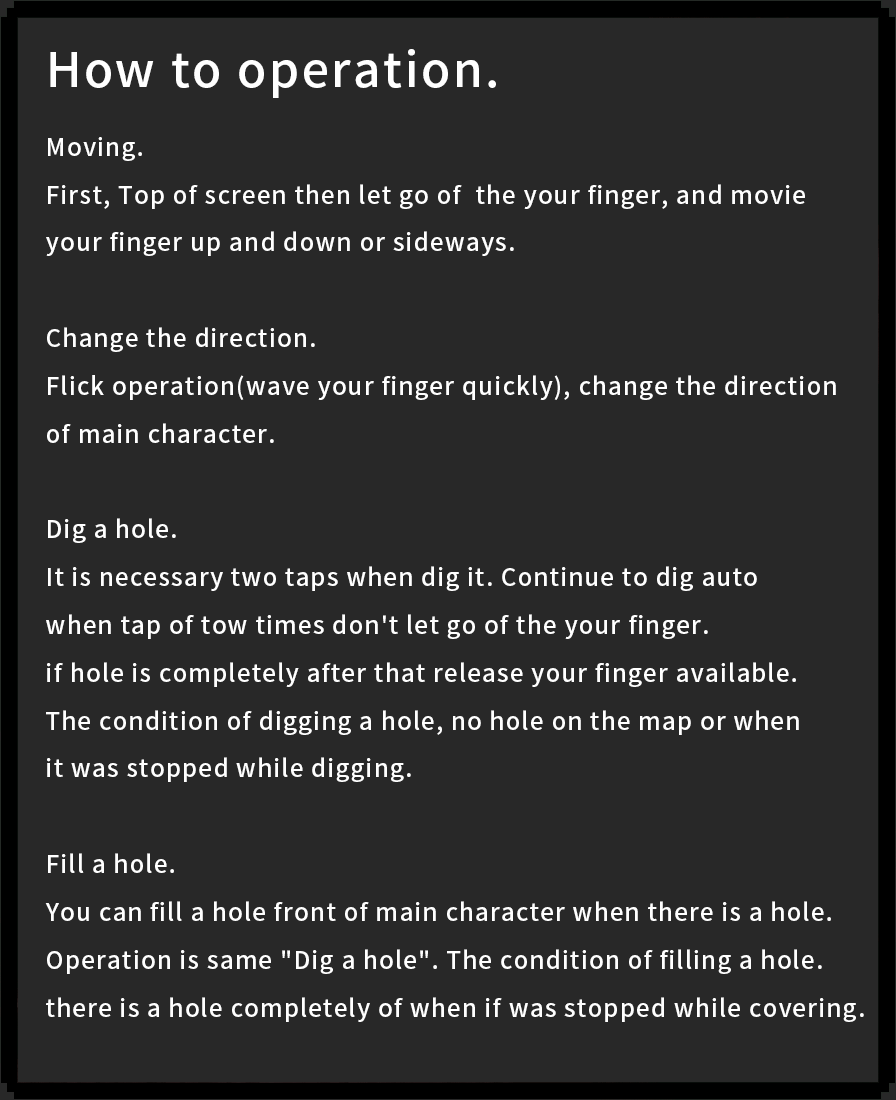 How to operation.
Moving.
First, Top of screen then let go of  the your finger, and movie
your finger up and down or sideways.
Change the direction.
Flick operation(wave your finger quickly), change the direction
of main character.
Dig a hole.
It is necessary two taps when dig it. Continue to dig auto
when tap of tow times don't let go of the your finger.
if hole is completely after that release your finger available.
The condition of digging a hole, no hole on the map or when
it was stopped while digging.
Fill a hole.
You can fill a hole front of main character when there is a hole.
Operation is same "Dig a hole". The condition of filling a hole.
there is a hole completely of when if was stopped while covering.